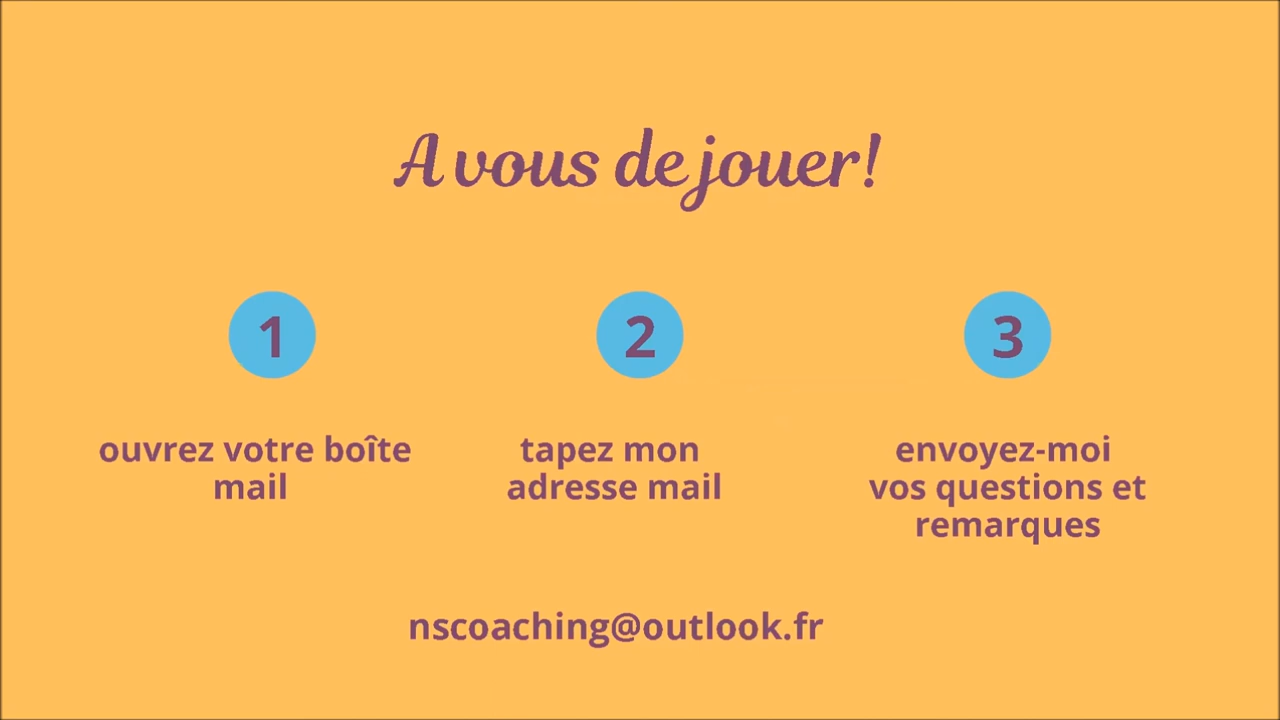 A vous de jouer!
1
2
3
ouvrez votre boîte
mail
tapez mon
adresse mail
envoyez-moi
vos questions et
remarques
nscoaching@outlook.fr